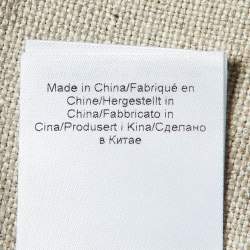 Made in China/Fabriqué en
Chine/Hergestellt in
China/Fabbricato in
Cina/Produsert i Kina/Сделано
в Китае